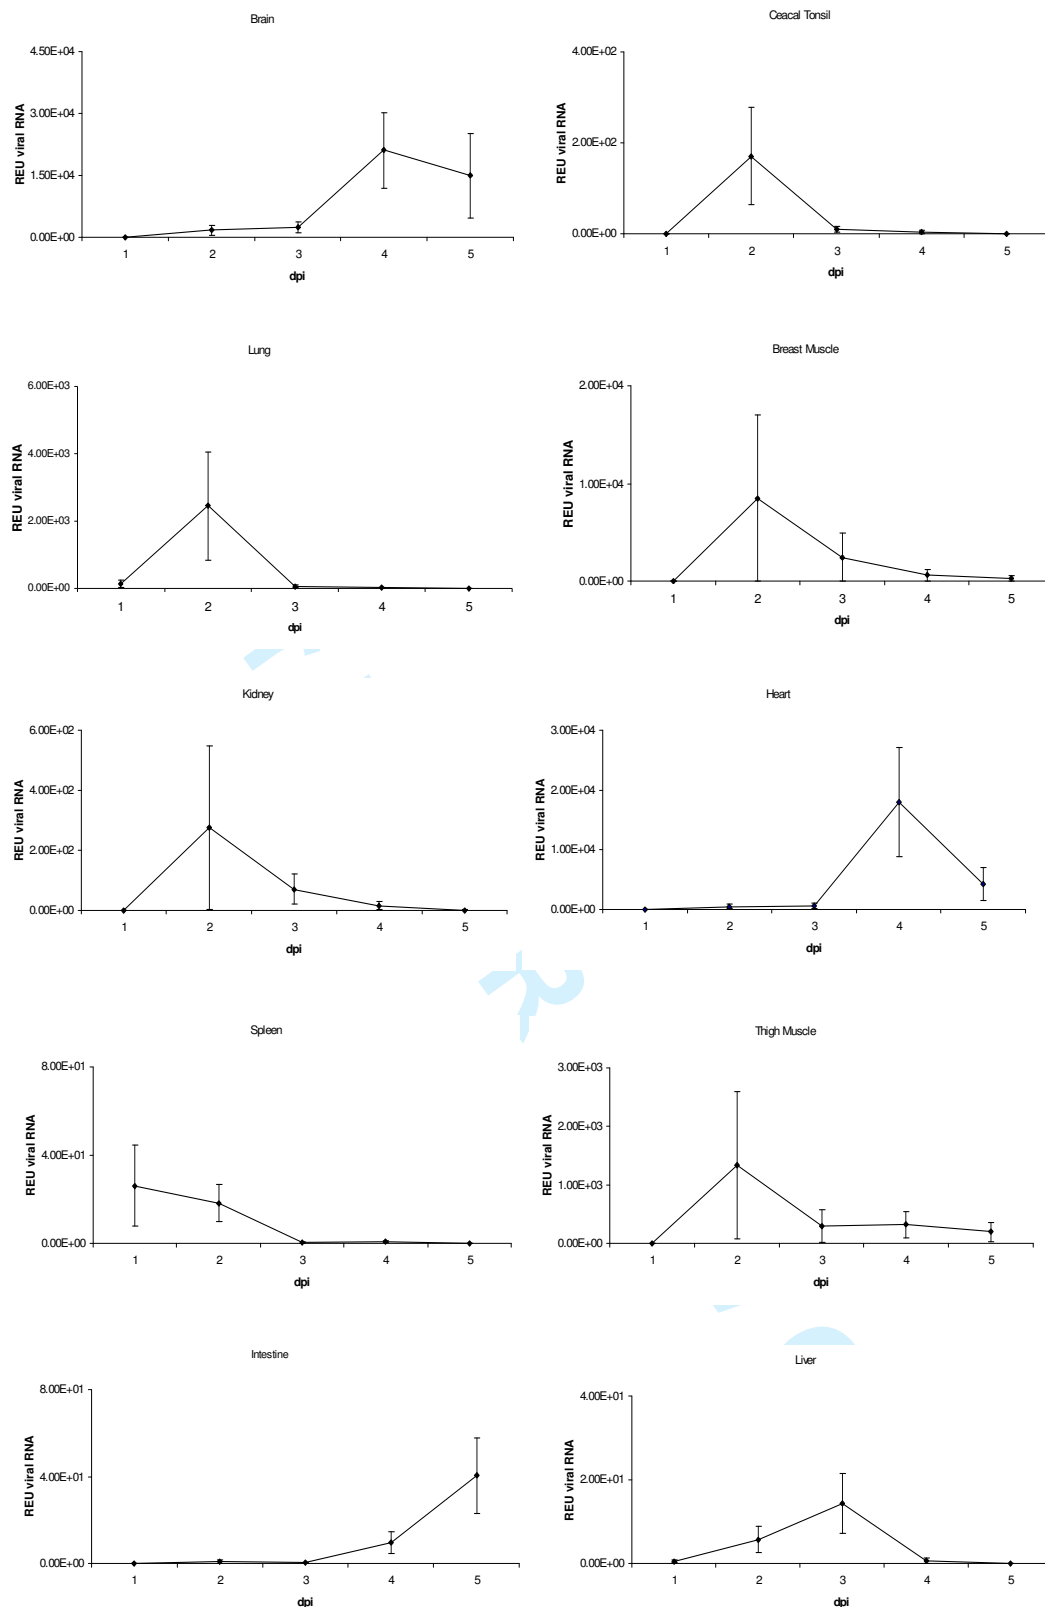 Brain
4.50E+04
3.00E+04
1.50E+04
0.00E+00
REU viral RNA
1 2 3 4 5
dpi
Ceacal Tonsil
4.00E+02
2.00E+02
0.00E+00
REU viral RNA
1 2 3 4 5
dpi
Lung
6.00E+03
4.00E+03
2.00E+03
0.00E+00
REU viral RNA
1 2 3 4 5
dpi
Breast Muscle
2.00E+04
1.00E+04
0.00E+00
REU viral RNA
1 2 3 4 5
dpi
Kidney
6.00E+02
4.00E+02
2.00E+02
0.00E+00
REU viral RNA
1 2 3 4 5
dpi
Heart
3.00E+04
2.00E+04
1.00E+04
0.00E+00
REU viral RNA
1 2 3 4 5
dpi
Spleen
8.00E+01
4.00E+01
0.00E+00
REU viral RNA
1 2 3 4 5
dpi
Thigh Muscle
3.00E+03
2.00E+03
1.00E+03
0.00E+00
REU viral RNA
1 2 3 4 5
dpi
Intestine
8.00E+01
4.00E+01
0.00E+00
REU viral RNA
1 2 3 4 5
dpi
Liver
4.00E+01
2.00E+01
0.00E+00
REU viral RNA
1 2 3 4 5
dpi